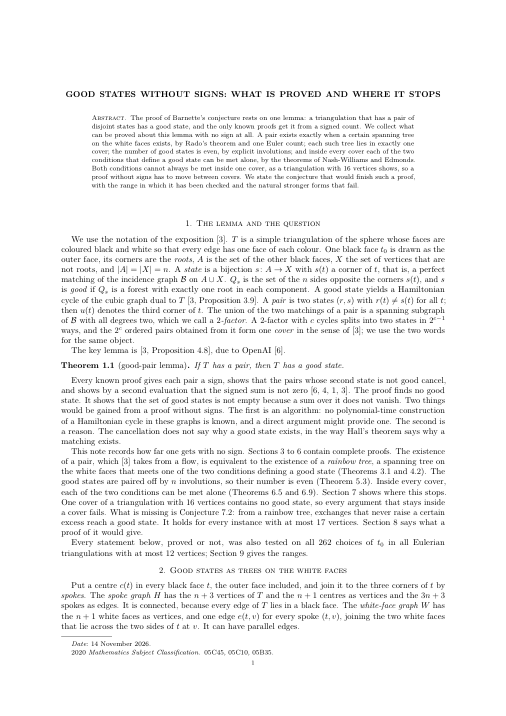 GOOD STATES WITHOUT SIGNS: WHAT IS PROVED AND WHERE IT STOPS
Abstract. The proof of Barnette's conjecture rests on one lemma: a triangulation that has a pair of
disjoint states has a good state, and the only known proofs get it from a signed count. We collect what
can be proved about this lemma with no sign at all. A pair exists exactly when a certain spanning tree
on the white faces exists, by Rado's theorem and one Euler count; each such tree lies in exactly one
cover; the number of good states is even, by explicit involutions; and inside every cover each of the two
conditions that define a good state can be met alone, by the theorems of Nash-Williams and Edmonds.
Both conditions cannot always be met inside one cover, as a triangulation with 16 vertices shows, so a
proof without signs has to move between covers. We state the conjecture that would finish such a proof,
with the range in which it has been checked and the natural stronger forms that fail.
1. The lemma and the question
We use the notation of the exposition [3]. T is a simple triangulation of the sphere whose faces are
coloured black and white so that every edge has one face of each colour. One black face t₀ is drawn as the
outer face, its corners are the roots, A is the set of the other black faces, X the set of vertices that are
not roots, and |A| = |X| = n. A state is a bijection s: A → X with s(t) a corner of t, that is, a perfect
matching of the incidence graph B on A ∪ X. Qₛ is the set of the n sides opposite the corners s(t), and s
is good if Qₛ is a forest with exactly one root in each component. A good state yields a Hamiltonian
cycle of the cubic graph dual to T [3, Proposition 3.9]. A pair is two states (r, s) with r(t) ≠ s(t) for all t;
then u(t) denotes the third corner of t. The union of the two matchings of a pair is a spanning subgraph
of B with all degrees two, which we call a 2-factor. A 2-factor with c cycles splits into two states in 2ᶜ⁻¹
ways, and the 2ᶜ ordered pairs obtained from it form one cover in the sense of [3]; we use the two words
for the same object.
The key lemma is [3, Proposition 4.8], due to OpenAI [6].
Theorem 1.1 (good-pair lemma). If T has a pair, then T has a good state.
Every known proof gives each pair a sign, shows that the pairs whose second state is not good cancel,
and shows by a second evaluation that the signed sum is not zero [6, 4, 1, 3]. The proof finds no good
state. It shows that the set of good states is not empty because a sum over it does not vanish. Two things
would be gained from a proof without signs. The first is an algorithm: no polynomial-time construction
of a Hamiltonian cycle in these graphs is known, and a direct argument might provide one. The second is
a reason. The cancellation does not say why a good state exists, in the way Hall's theorem says why a
matching exists.
This note records how far one gets with no sign. Sections 3 to 6 contain complete proofs. The existence
of a pair, which [3] takes from a flow, is equivalent to the existence of a rainbow tree, a spanning tree on
the white faces that meets one of the two conditions defining a good state (Theorems 3.1 and 4.2). The
good states are paired off by n involutions, so their number is even (Theorem 5.3). Inside every cover,
each of the two conditions can be met alone (Theorems 6.5 and 6.9). Section 7 shows where this stops.
One cover of a triangulation with 16 vertices contains no good state, so every argument that stays inside
a cover fails. What is missing is Conjecture 7.2: from a rainbow tree, exchanges that never raise a certain
excess reach a good state. It holds for every instance with at most 17 vertices. Section 8 says what a
proof of it would give.
Every statement below, proved or not, was also tested on all 262 choices of t₀ in all Eulerian
triangulations with at most 12 vertices; Section 9 gives the ranges.
2. Good states as trees on the white faces
Put a centre c(t) in every black face t, the outer face included, and join it to the three corners of t by
spokes. The spoke graph H has the n + 3 vertices of T and the n + 1 centres as vertices and the 3n + 3
spokes as edges. It is connected, because every edge of T lies in a black face. The white-face graph W has
the n + 1 white faces as vertices, and one edge e(t, v) for every spoke (t, v), joining the two white faces
that lie across the two sides of t at v. It can have parallel edges.
Date: 14 November 2026.
2020 Mathematics Subject Classification. 05C45, 05C10, 05B35.
1